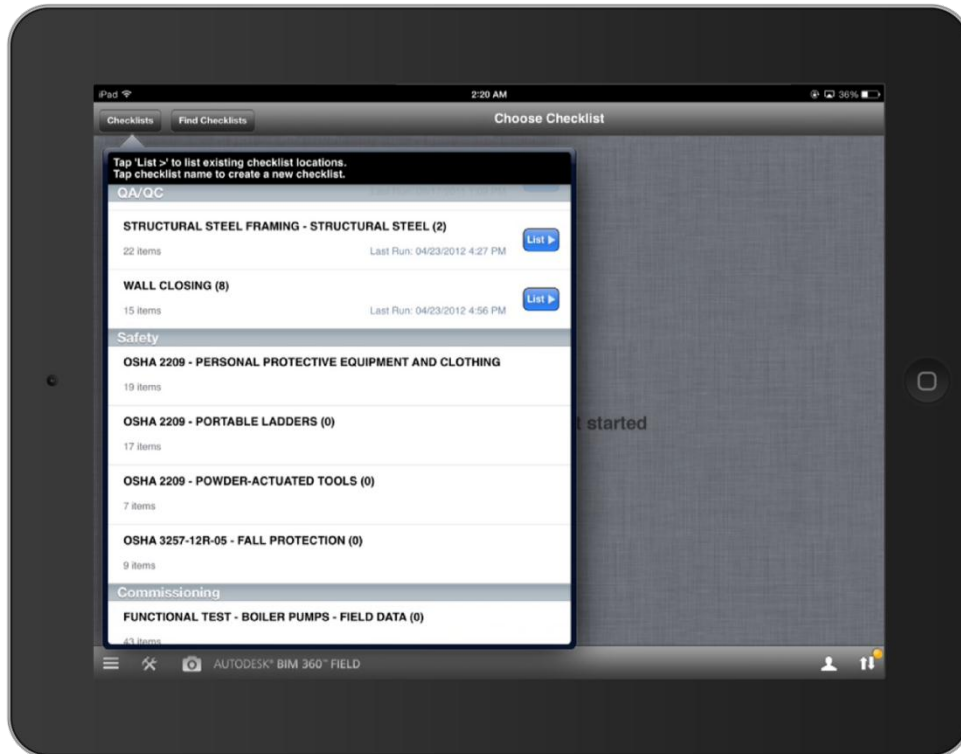 iPad
2:20 AM
36%
Checklists
Find Checklists
Choose Checklist
Tap 'List >' to list existing checklist locations.
Tap checklist name to create a new checklist.
QA/QC
STRUCTURAL STEEL FRAMING - STRUCTURAL STEEL (2)
22 items
Last Run: 04/23/2012 4:27 PM
List
WALL CLOSING (8)
15 items
Last Run: 04/23/2012 4:56 PM
List
Safety
OSHA 2209 - PERSONAL PROTECTIVE EQUIPMENT AND CLOTHING
19 items
OSHA 2209 - PORTABLE LADDERS (0)
17 items
t started
OSHA 2209 - POWDER-ACTUATED TOOLS (0)
7 items
OSHA 3257-12R-05 - FALL PROTECTION (0)
9 items
Commissioning
FUNCTIONAL TEST - BOILER PUMPS - FIELD DATA (0)
43 items
AUTODESK® BIM 360™ FIELD